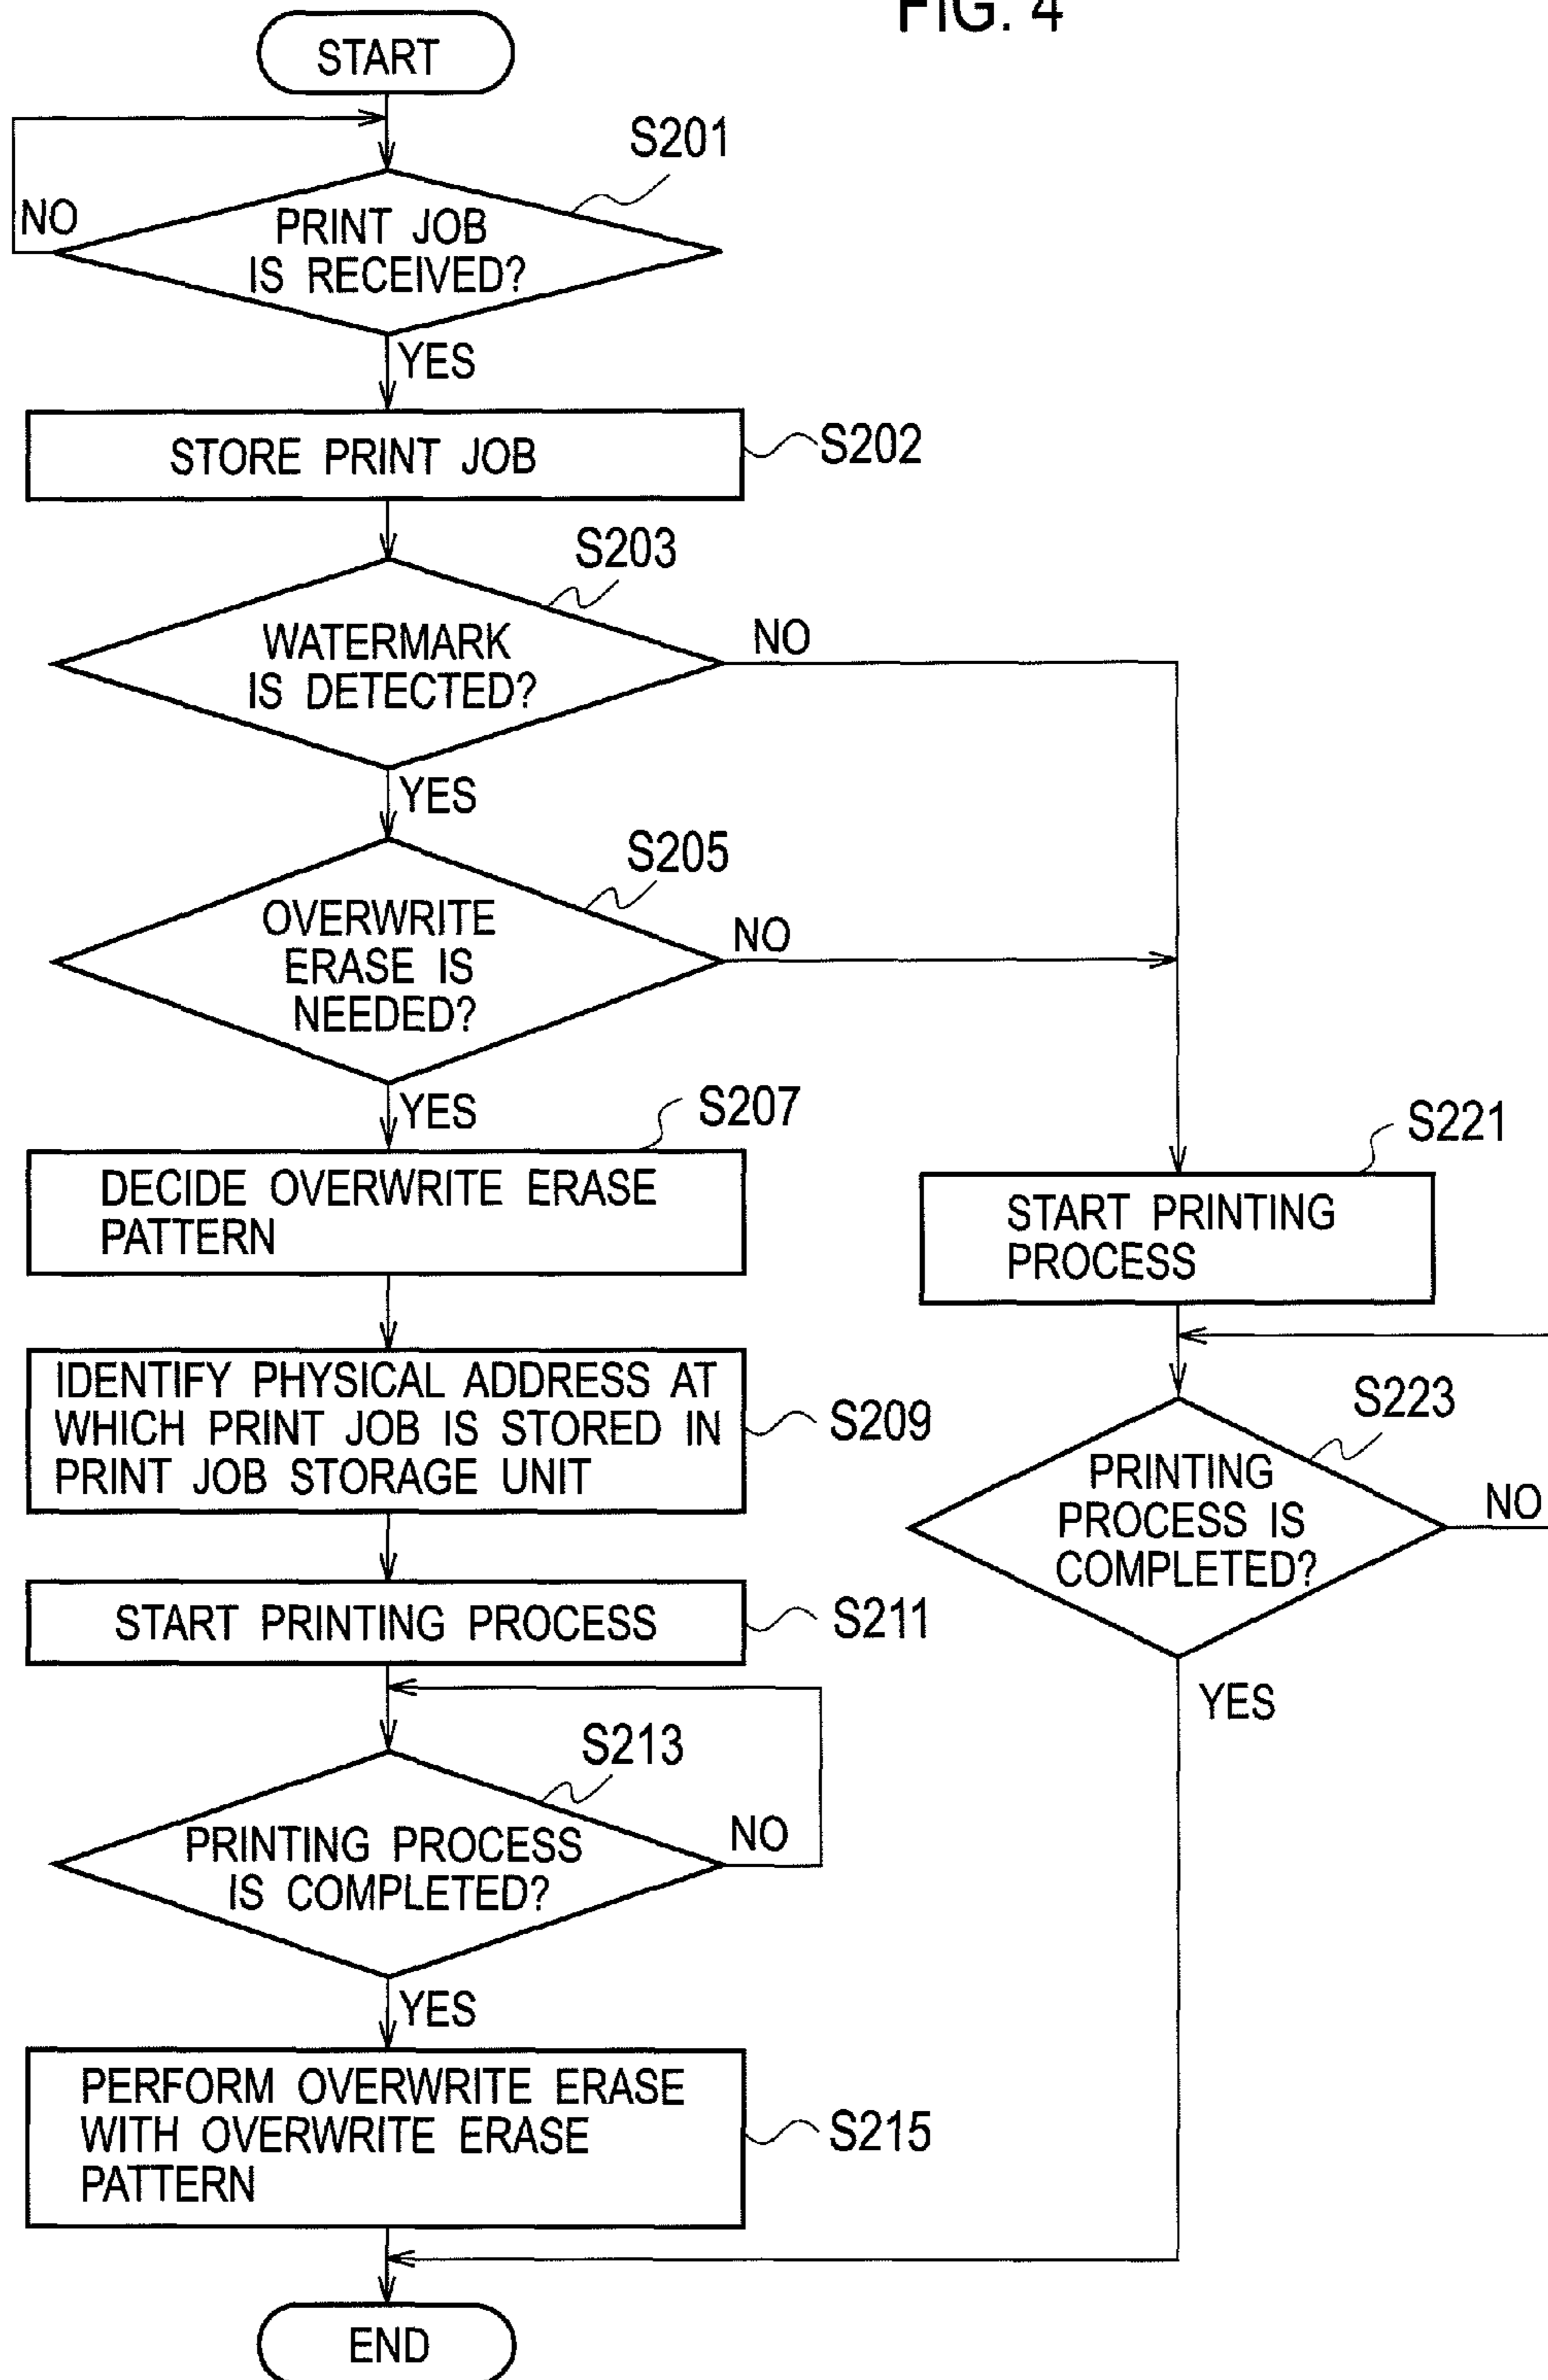 FIG. 4
START
S201
NO
PRINT JOB
IS RECEIVED?
YES
STORE PRINT JOB
S202
S203
WATERMARK
IS DETECTED?
NO
YES
S205
OVERWRITE
ERASE IS
NEEDED?
NO
YES
S207
DECIDE OVERWRITE ERASE
PATTERN
IDENTIFY PHYSICAL ADDRESS AT
WHICH PRINT JOB IS STORED IN
PRINT JOB STORAGE UNIT
S209
START PRINTING PROCESS
S211
S213
PRINTING PROCESS
IS COMPLETED?
NO
YES
PERFORM OVERWRITE ERASE
WITH OVERWRITE ERASE
PATTERN
S215
S221
START PRINTING
PROCESS
S223
PRINTING
PROCESS IS
COMPLETED?
NO
YES
END